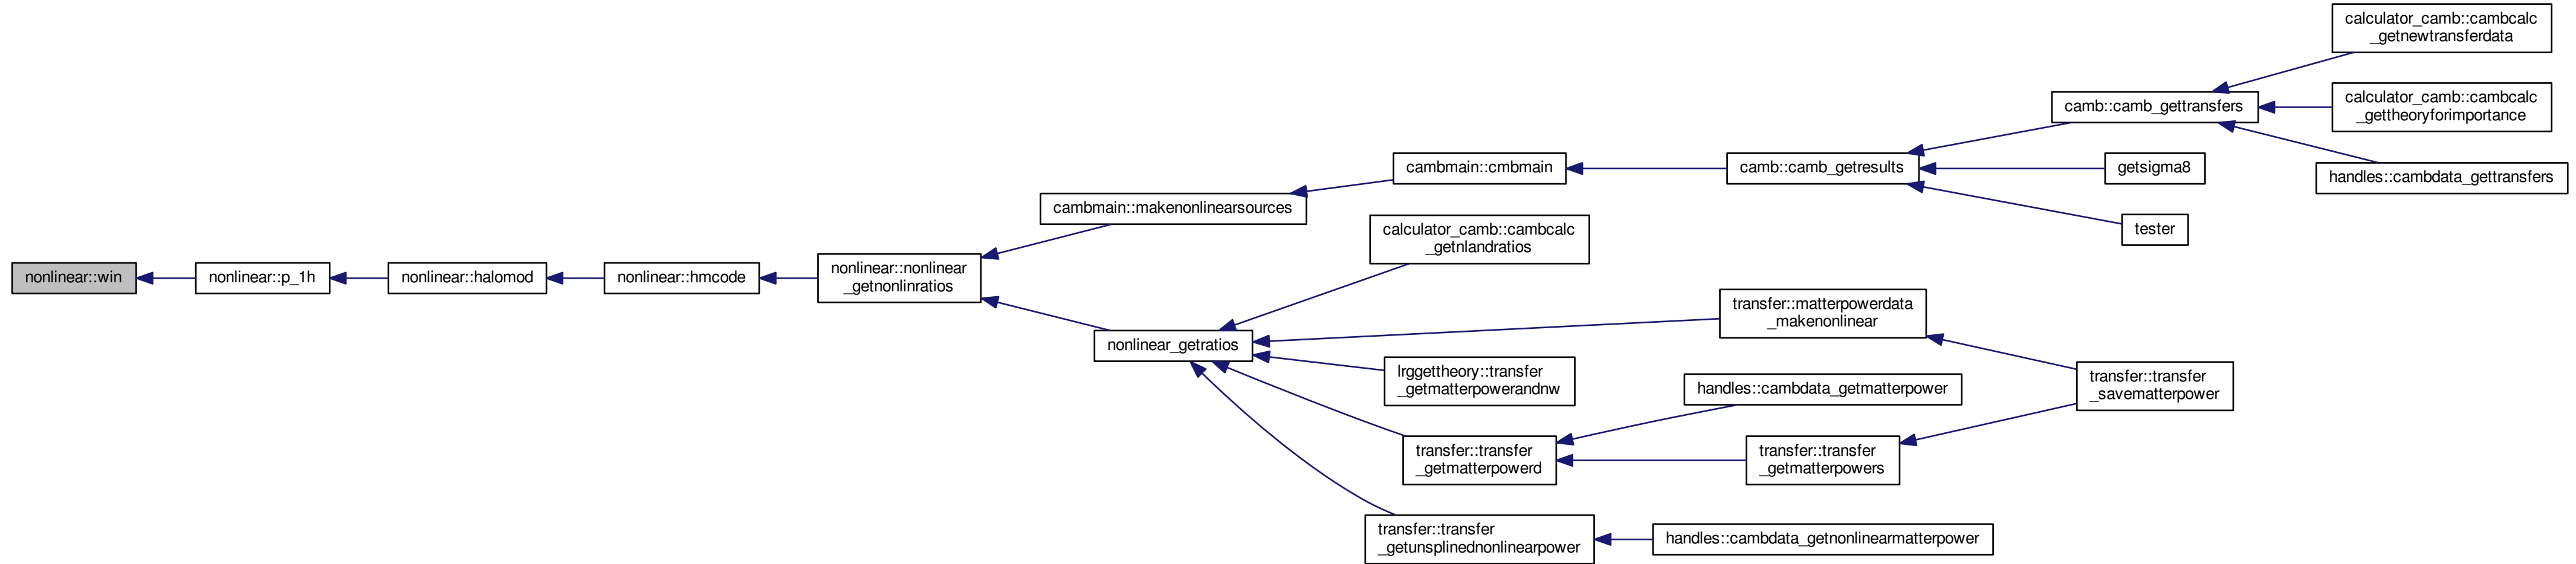 calculator_camb::cambcalc
_getnewtransferdata
camb::camb_gettransfers
calculator_camb::cambcalc
_gettheoryforimportance
cambmain::cmbmain
camb::camb_getresults
getsigma8
handles::cambdata_gettransfers
cambmain::makenonlinearsources
tester
calculator_camb::cambcalc
_getnlandratios
nonlinear::win
nonlinear::p_1h
nonlinear::halomod
nonlinear::hmcode
nonlinear::nonlinear
_getnonlinratios
transfer::matterpowerdata
_makenonlinear
nonlinear_getratios
lrggettheory::transfer
_getmatterpowerandnw
handles::cambdata_getmatterpower
transfer::transfer
_savematterpower
transfer::transfer
_getmatterpowerd
transfer::transfer
_getmatterpowers
transfer::transfer
_getunsplinednonlinearpower
handles::cambdata_getnonlinearmatterpower